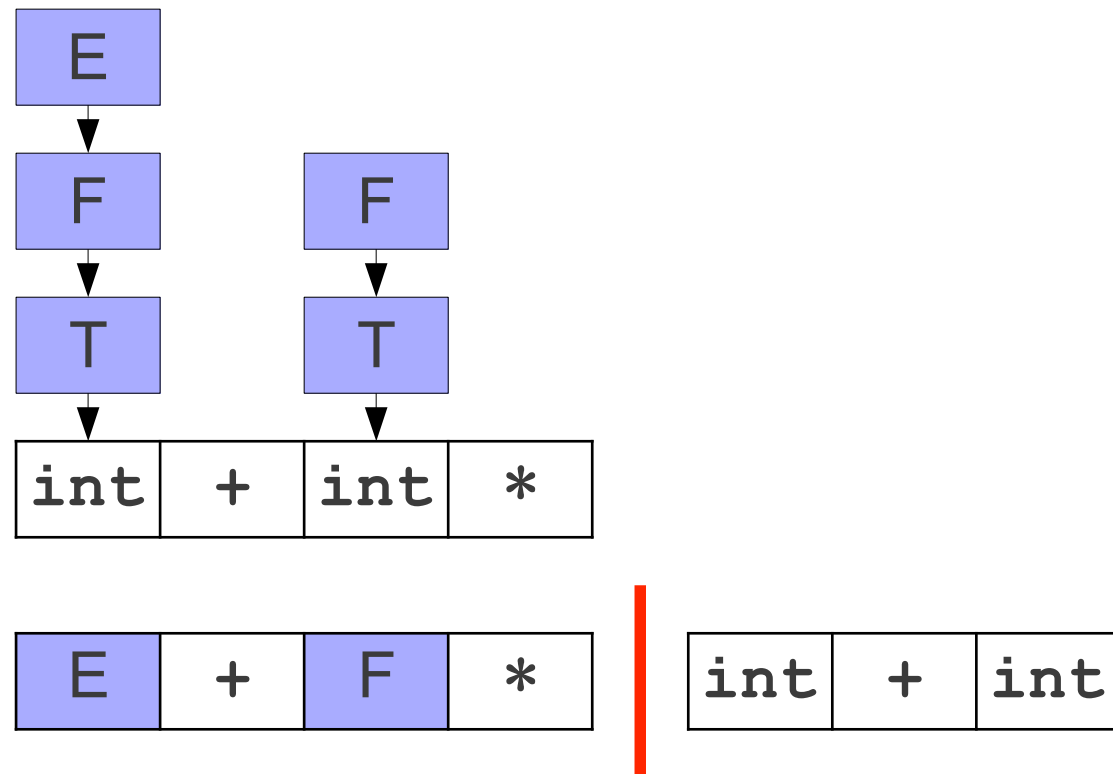 E
F F
T T
int + int *
E + F * int + int